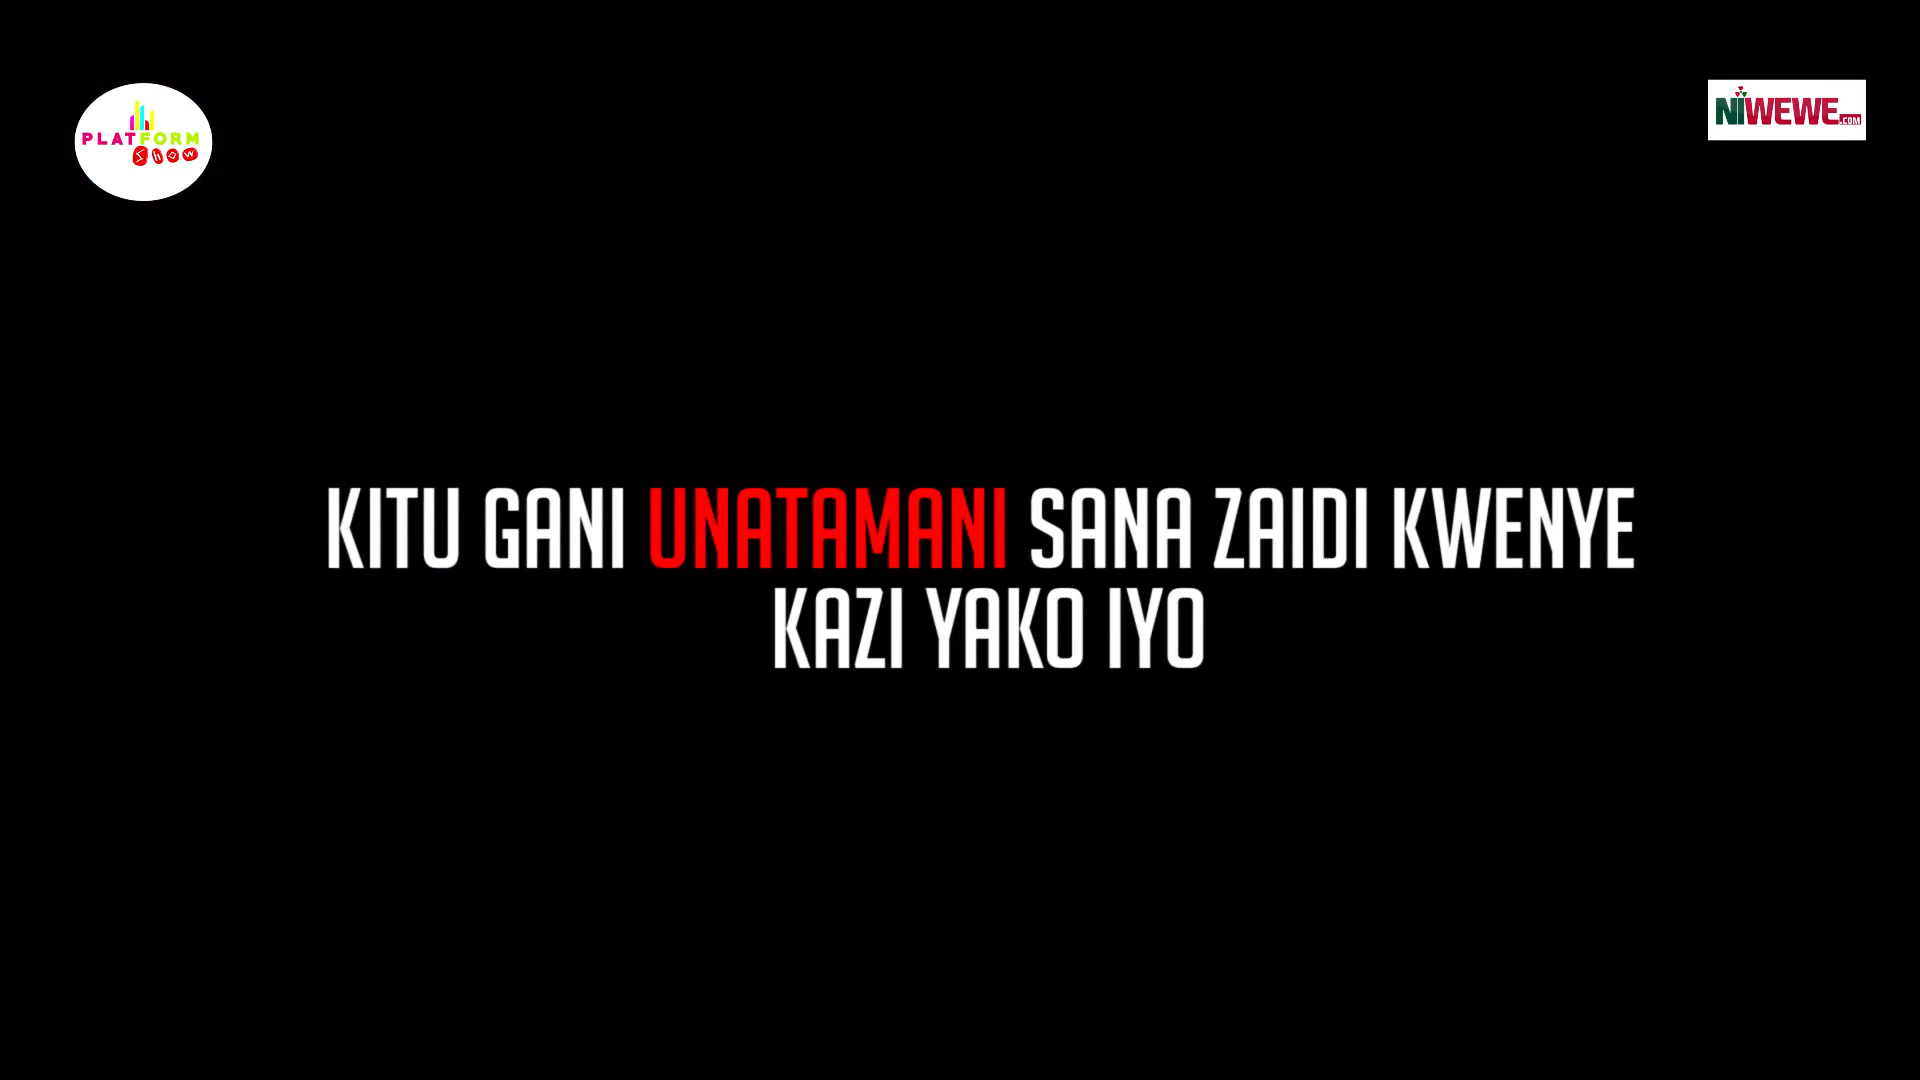 PLATFORM
Show
NIWEWE.COM
KITU GANI UNATAMANI SANA ZAIDI KWENYE
KAZI YAKO IYO